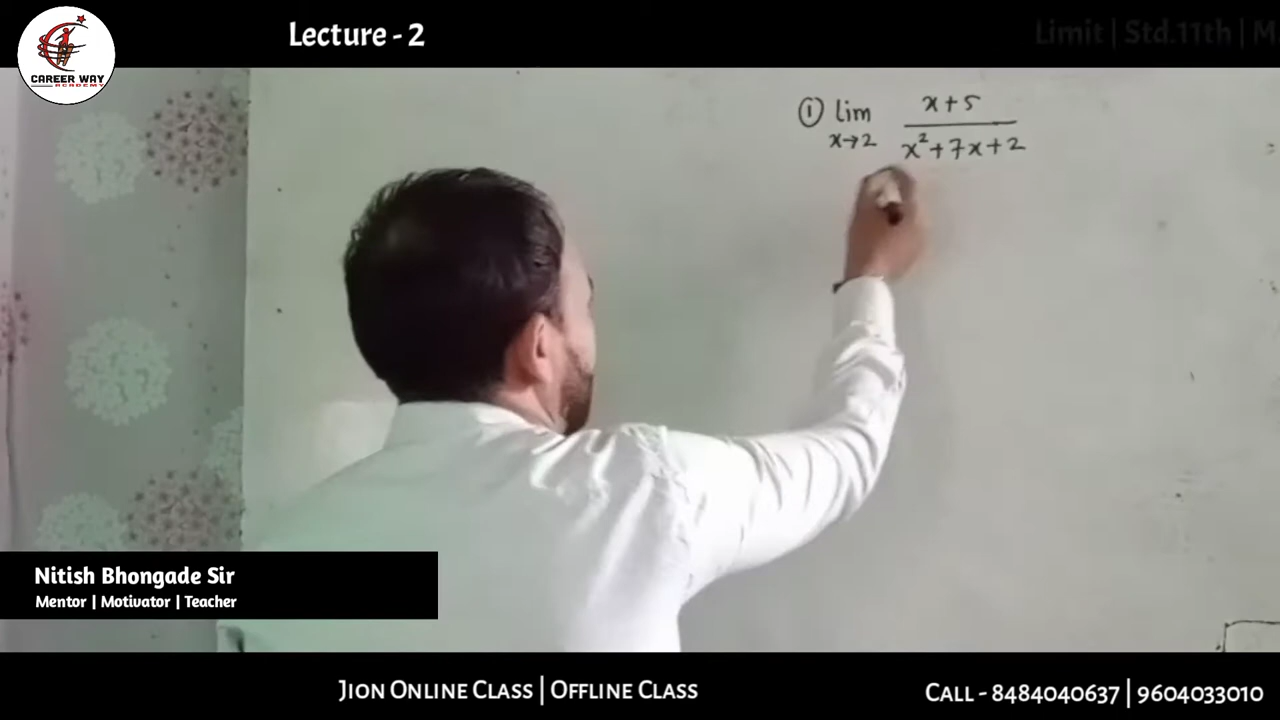 Lecture - 2
Limit | Std.11th | M
CAREER WAY
ACADEMY
① lim x+5
x→2 x²+7x+2
Nitish Bhongade Sir
Mentor | Motivator | Teacher
Jion Online Class | Offline Class
Call - 8484040637 | 9604033010